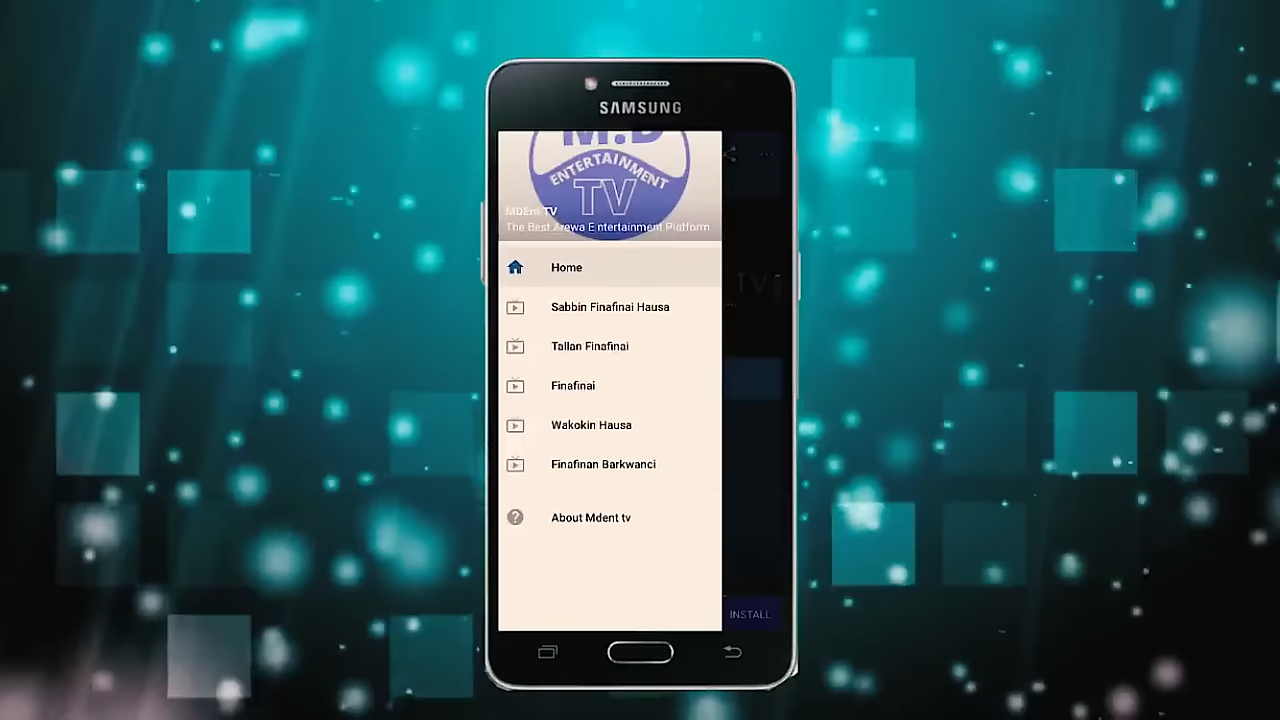 SAMSUNG
M.D
ENTERTAINMENT
TV
MDEnt TV
The Best Arewa Entertainment Platform
Home
Sabbin Finafinai Hausa
Tallan Finafinai
Finafinai
Wakokin Hausa
Finafinan Barkwanci
About Mdent tv
TV
INSTALL